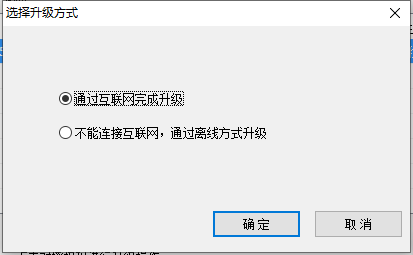 选择升级方式
通过互联网完成升级
不能连接互联网，通过离线方式升级
确定
取消